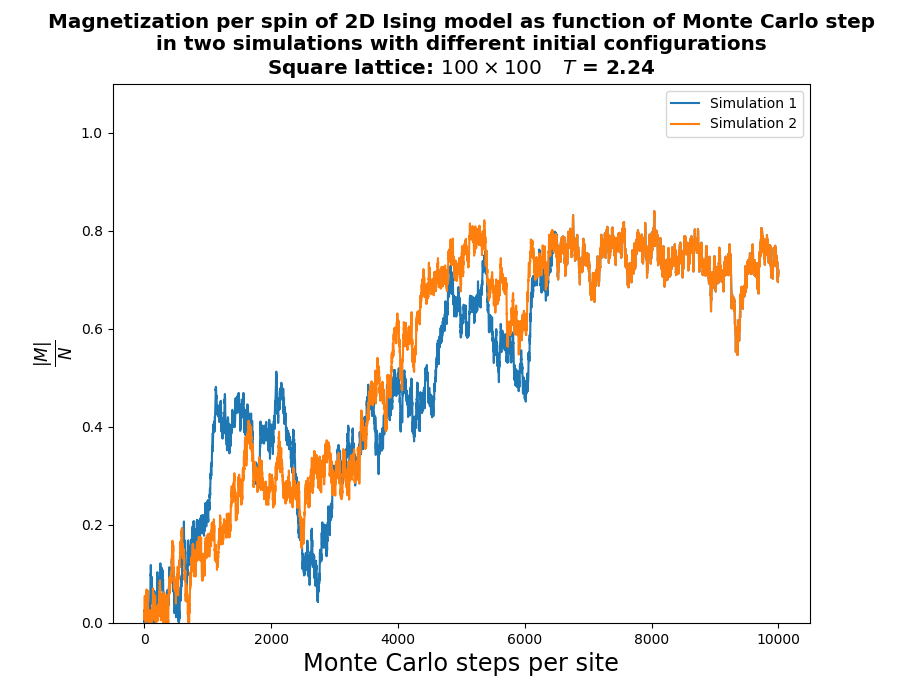 Magnetization per spin of 2D Ising model as function of Monte Carlo step
in two simulations with different initial configurations
Square lattice: 100 × 100 T = 2.24
Simulation 1
Simulation 2
1.0
0.8
0.6
0.4
0.2
0.0
|M|
N
0 2000 4000 6000 8000 10000
Monte Carlo steps per site